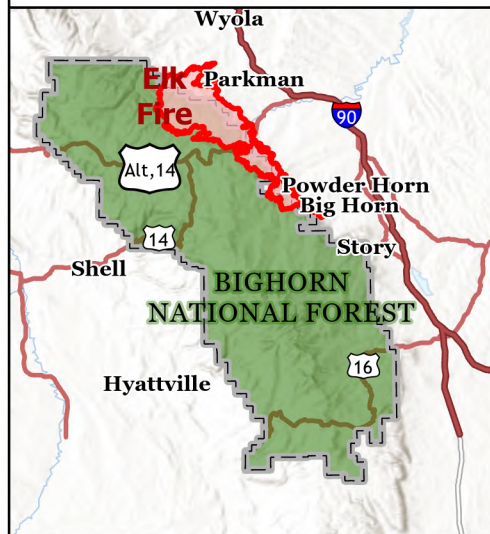 Wyola
Elk
Fire
Parkman
90
Alt,14
Powder Horn
Big Horn
14
Story
Shell
BIGHORN
NATIONAL FOREST
16
Hyattville